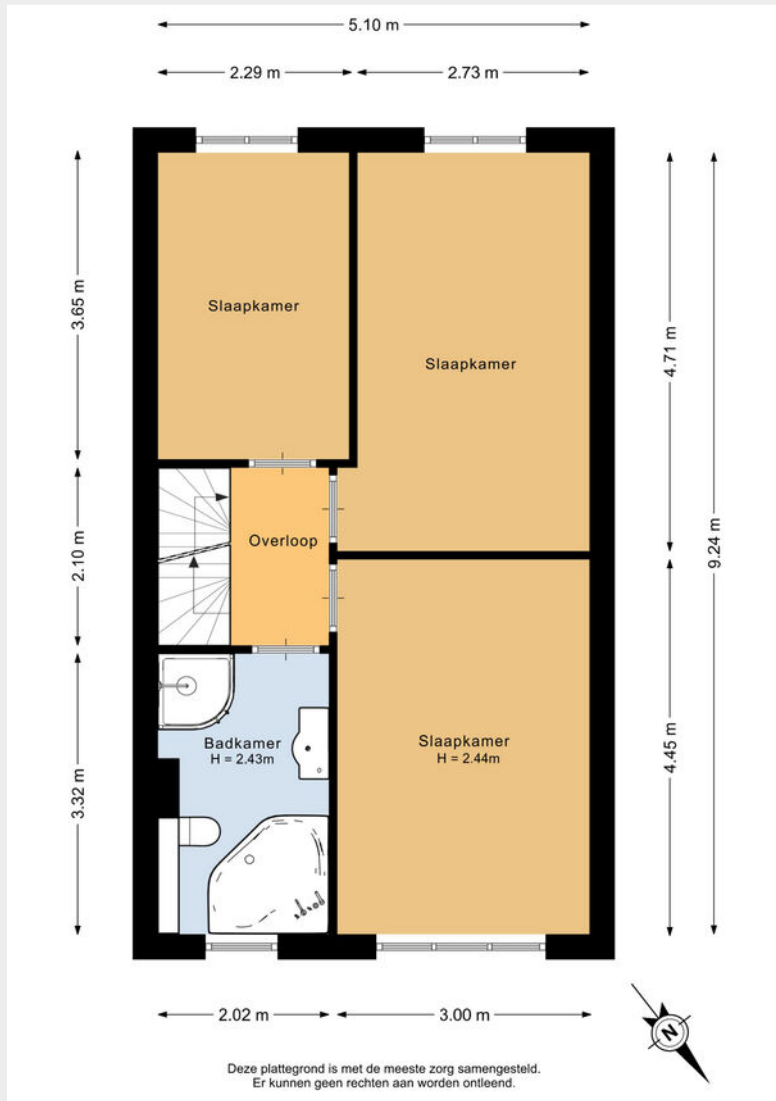 5.10 m
2.29 m
2.73 m
3.65 m
Slaapkamer
Slaapkamer
4.71 m
2.10 m
Overloop
9.24 m
3.32 m
Badkamer
H = 2.43m
Slaapkamer
H = 2.44m
4.45 m
2.02 m
3.00 m
N
Deze plattegrond is met de meeste zorg samengesteld.
Er kunnen geen rechten aan worden ontleend.